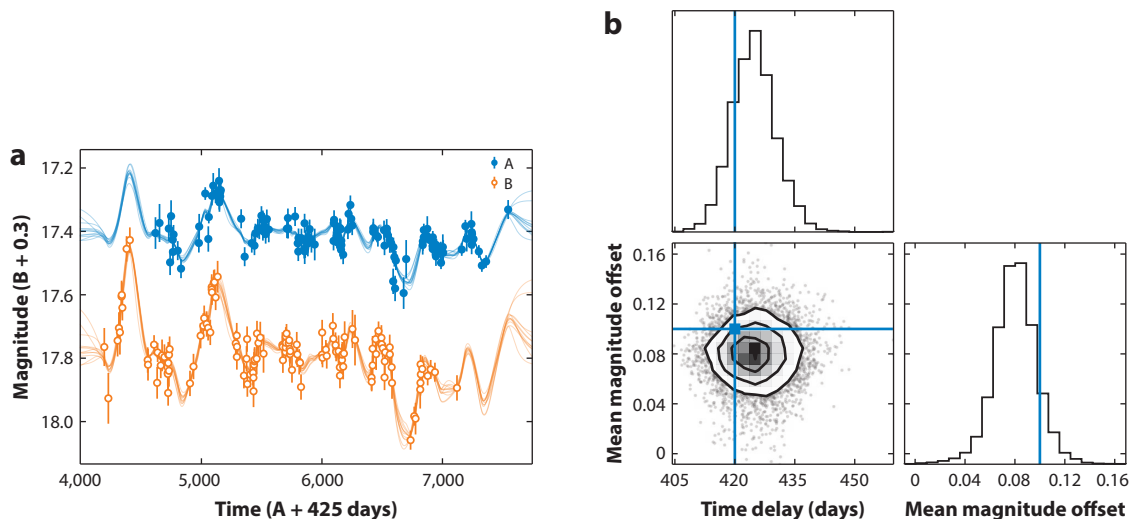 a
Magnitude (B + 0.3)
17.2
17.4
17.6
17.8
18.0
A
B
4,000 5,000 6,000 7,000
Time (A + 425 days)
b
Mean magnitude offset
0.16
0.12
0.08
0.04
0
405 420 435 450
Time delay (days)
0 0.04 0.08 0.12 0.16
Mean magnitude offset